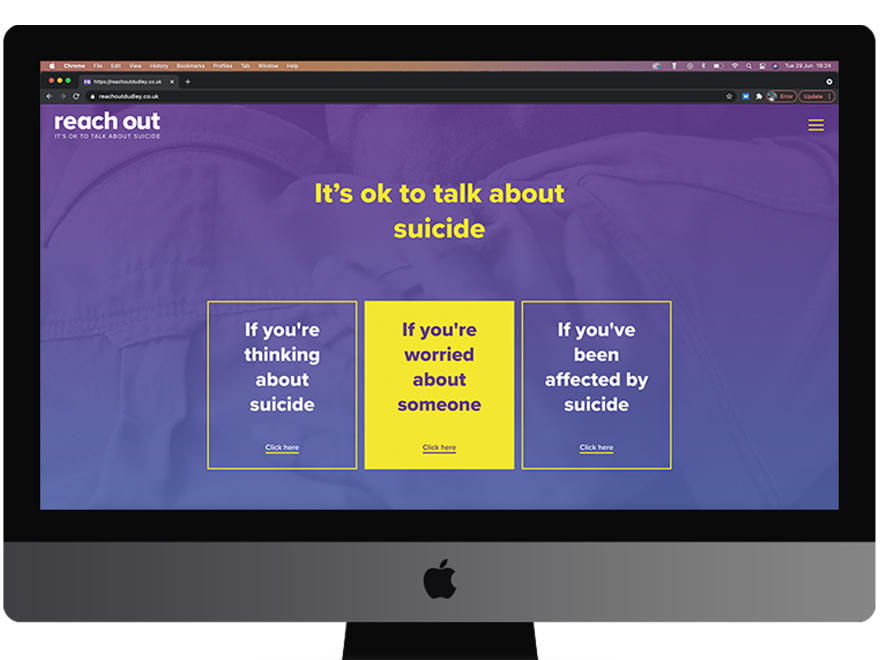 Chrome File Edit View History Bookmarks Profiles Tab Window Help
Tue 29 Jun 16:24
https://reachoutdudley.co.uk
reachoutdudley.co.uk
Error
Update
reach out
IT'S OK TO TALK ABOUT SUICIDE
It's ok to talk about
suicide
If you're
thinking
about
suicide
Click here
If you're
worried
about
someone
Click here
If you've
been
affected by
suicide
Click here